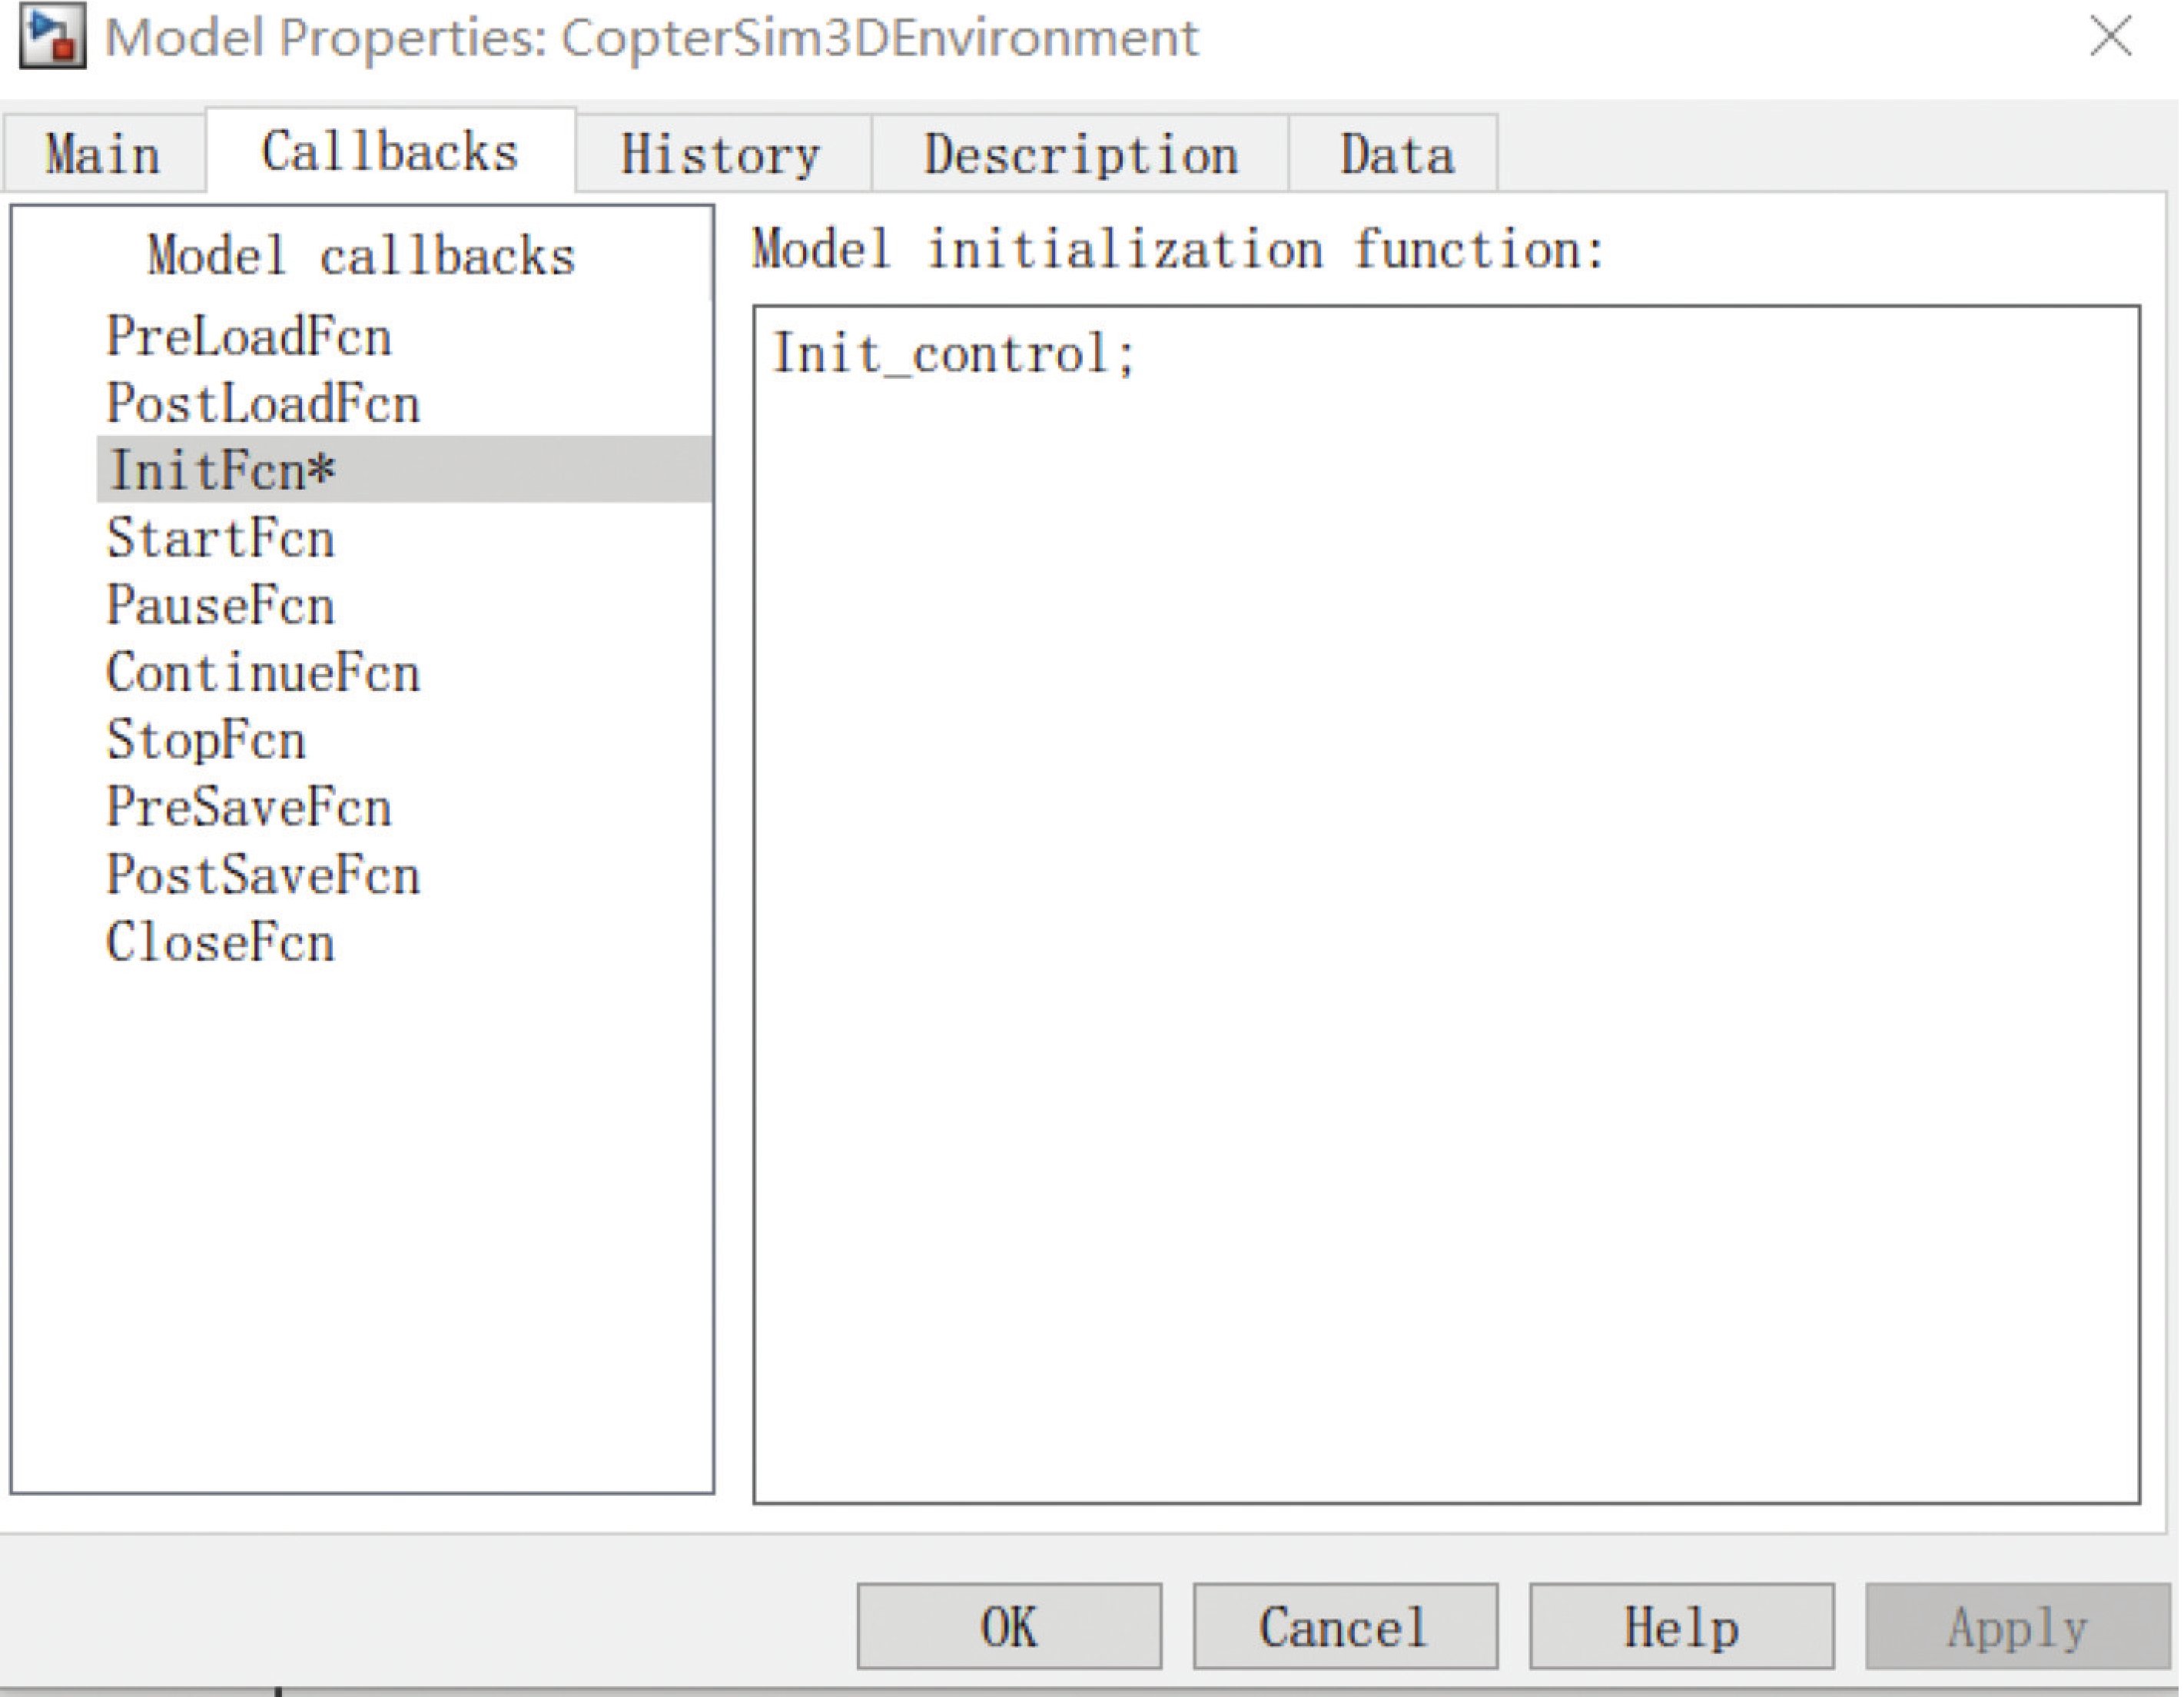 Model Properties: CopterSim3DEnvironment
Main Callbacks History Description Data
Model callbacks
PreLoadFcn
PostLoadFcn
InitFcn*
StartFcn
PauseFcn
ContinueFcn
StopFcn
PreSaveFcn
PostSaveFcn
CloseFcn
Model initialization function:
Init_control;
OK Cancel Help Apply